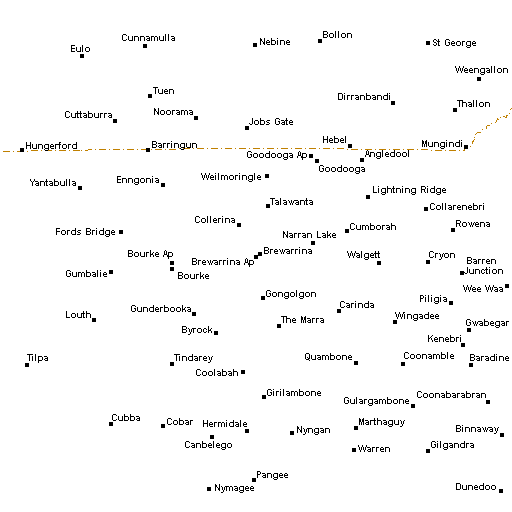 Bollon
Cunnamulla
Nebine
St George
Eulo
Weengallon
Tuen
Dirranbandi
Thallon
Cuttaburra
Noorama
Jobs Gate
Hebel
Mungindi
Hungerford
Barringun
Goodooga Ap
Angledool
Goodooga
Weilmoringle
Yantabulla
Enngonia
Lightning Ridge
Talawanta
Collarenebri
Collerina
Cumborah
Rowena
Fords Bridge
Narran Lake
Bourke Ap
Brewarrina
Brewarrina Ap
Walgett
Cryon
Barren
Junction
Gumbalie
Bourke
Wee Waa
Gongolgon
Piligia
Gunderbooka
Carinda
Louth
The Marra
Wingadee
Gwabegar
Byrock
Kenebri
Tilpa
Tindarey
Quambone
Coonamble
Baradine
Coolabah
Girilambone
Gulargambone
Coonabarabran
Cubba
Cobar
Hermidale
Marthaguy
Nyngan
Binnaway
Canbelego
Warren
Gilgandra
Pangee
Nymagee
Dunedoo